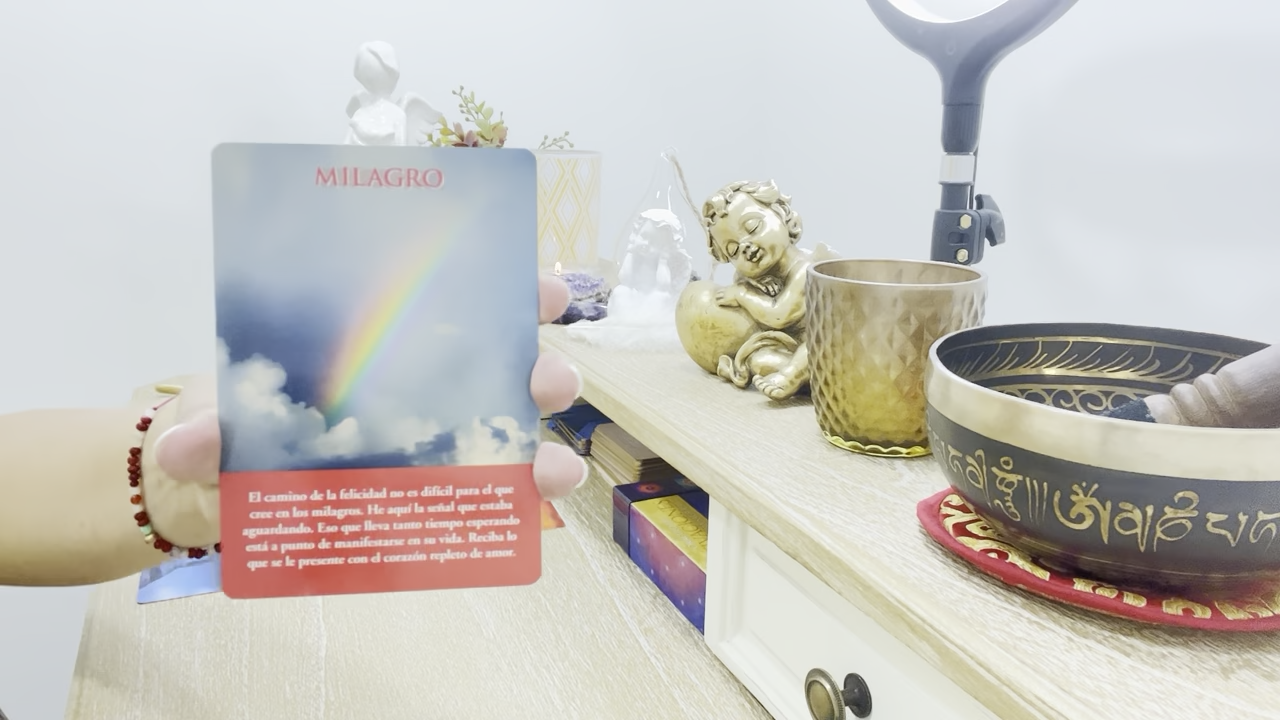 MILAGRO
El camino de la felicidad no es difícil para el que
cree en los milagros. He aquí la señal que estaba
aguardando. Eso que lleva tanto tiempo esperando
está a punto de manifestarse en su vida. Reciba lo
que se le presente con el corazón repleto de amor.